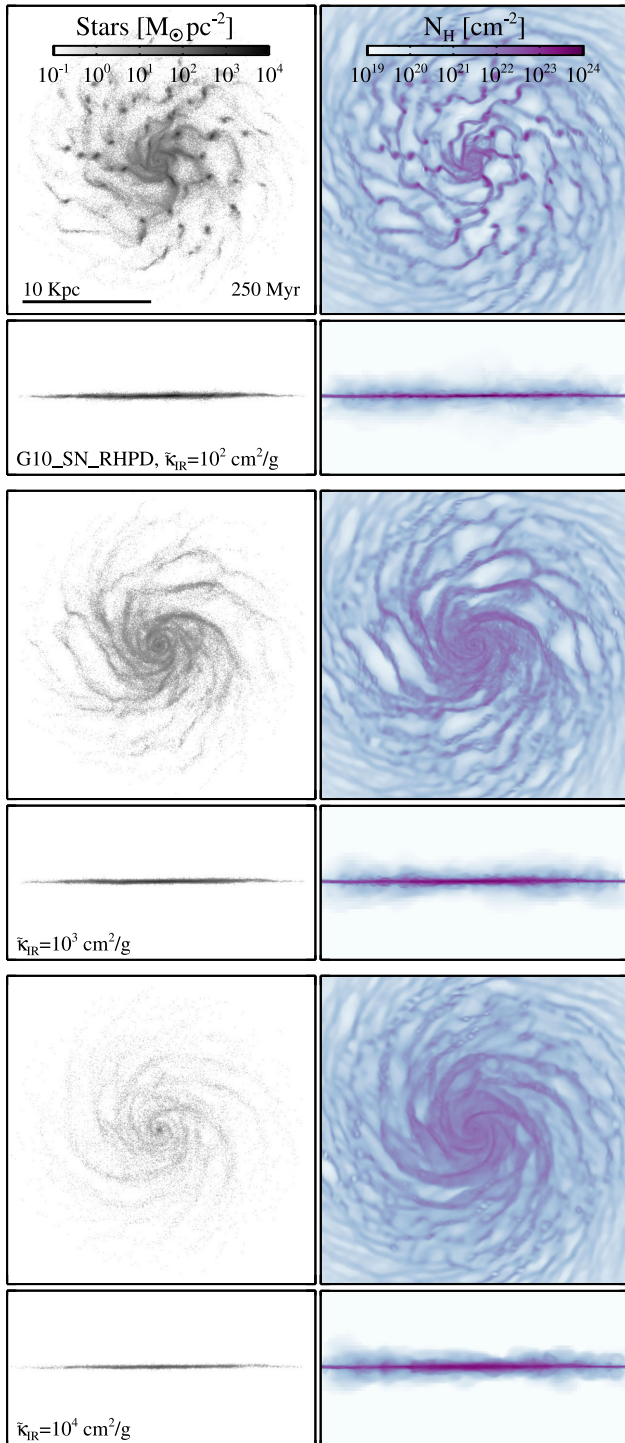 Stars [M⊙ pc⁻²]
10⁻¹ 10⁰ 10¹ 10² 10³ 10⁴
N_H [cm⁻²]
10¹⁹ 10²⁰ 10²¹ 10²² 10²³ 10²⁴
10 Kpc
250 Myr
G10_SN_RHPD, κ̃_IR=10² cm²/g
κ̃_IR=10³ cm²/g
κ̃_IR=10⁴ cm²/g